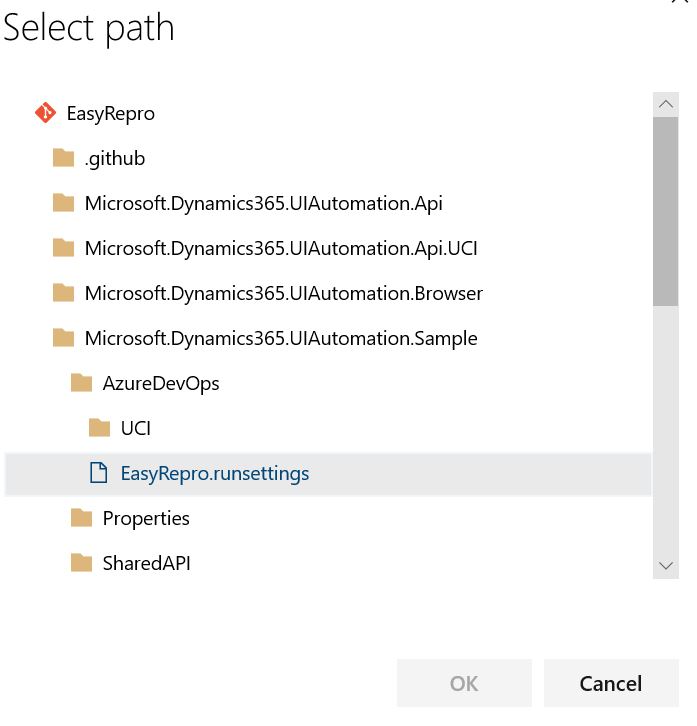 Select path
EasyRepro
.github
Microsoft.Dynamics365.UIAutomation.Api
Microsoft.Dynamics365.UIAutomation.Api.UCI
Microsoft.Dynamics365.UIAutomation.Browser
Microsoft.Dynamics365.UIAutomation.Sample
AzureDevOps
UCI
EasyRepro.runsettings
Properties
SharedAPI
OK Cancel